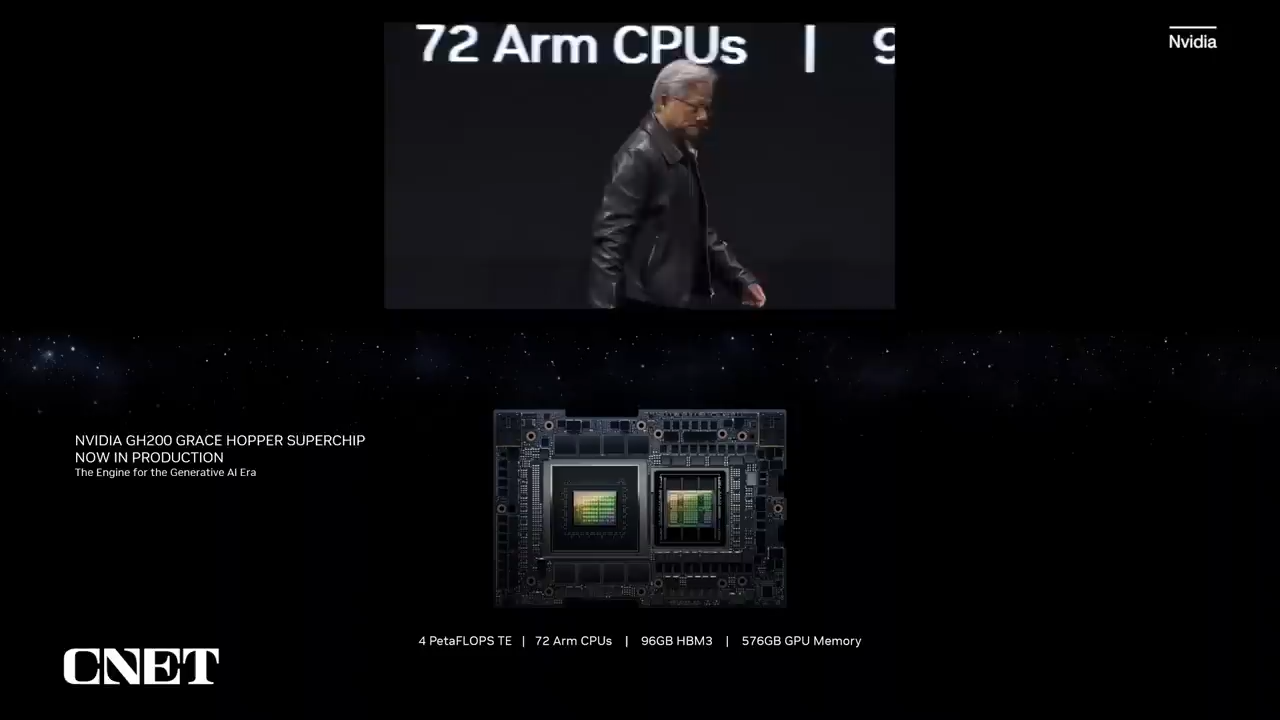 72 Arm CPUs | 9
Nvidia
NVIDIA GH200 GRACE HOPPER SUPERCHIP
NOW IN PRODUCTION
The Engine for the Generative AI Era
4 PetaFLOPS TE | 72 Arm CPUs | 96GB HBM3 | 576GB GPU Memory
CNET